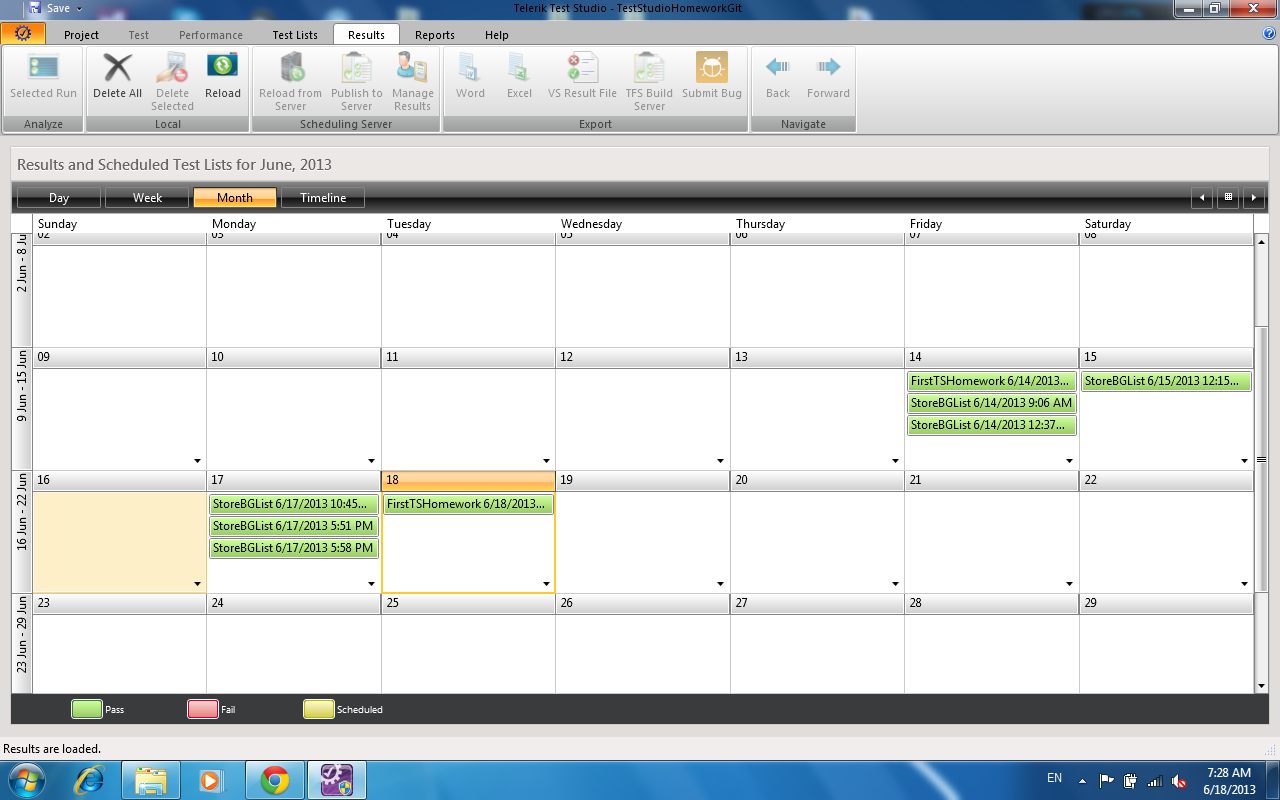 Save
Telerik Test Studio - TestStudioHomeworkGit
Project Test Performance Test Lists Results Reports Help
Selected Run
Delete All
Delete Selected
Reload
Reload from Server
Publish to Server
Manage Results
Word
Excel
VS Result File
TFS Build Server
Submit Bug
Back
Forward
Analyze Local Scheduling Server Export Navigate
Results and Scheduled Test Lists for June, 2013
Day Week Month Timeline
Sunday Monday Tuesday Wednesday Thursday Friday Saturday
2 Jun - 8 Ju
02 03 04 05 06 07 08
9 Jun - 15 Jun
09 10 11 12 13 14 15
FirstTSHomework 6/14/2013... StoreBGList 6/15/2013 12:15...
StoreBGList 6/14/2013 9:06 AM
StoreBGList 6/14/2013 12:37...
16 Jun - 22 Jun
16 17 18 19 20 21 22
StoreBGList 6/17/2013 10:45... FirstTSHomework 6/18/2013...
StoreBGList 6/17/2013 5:51 PM
StoreBGList 6/17/2013 5:58 PM
23 Jun - 29 Jun
23 24 25 26 27 28 29
Pass Fail Scheduled
Results are loaded.
EN
7:28 AM
6/18/2013